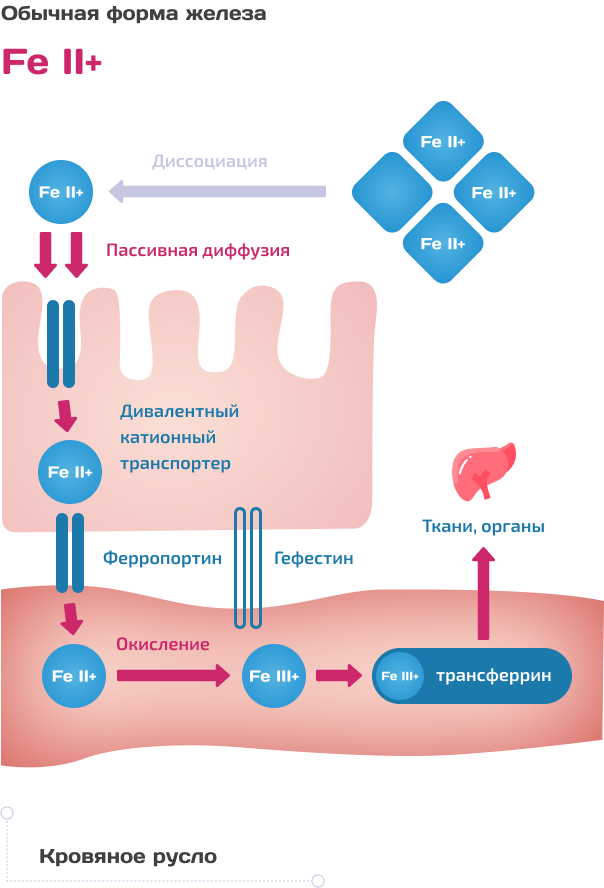 Обычная форма железа
Fe II+
Fe II+
Диссоциация
Fe II+
Fe II+
Fe II+
Пассивная диффузия
Дивалентный
катионный
транспортер
Fe II+
Ткани, органы
Ферропортин
Гефестин
Окисление
Fe II+
Fe III+
Fe III+
трансферрин
Кровяное русло